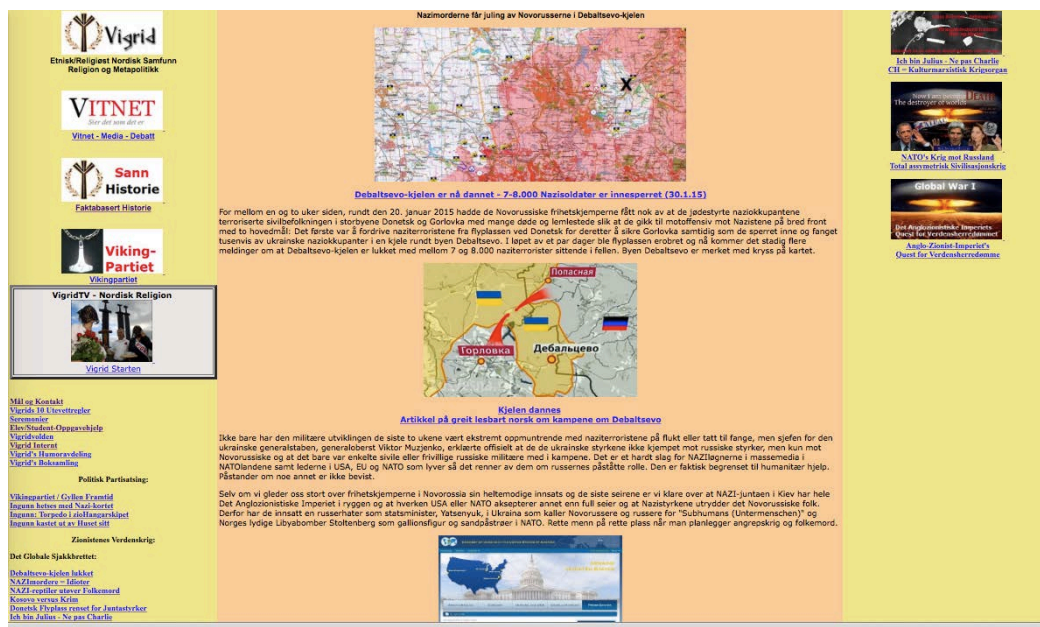 Vigrid
Etnisk/Religiøst Nordisk Samfunn
Religion og Metapolitikk
VITNET
Sier det som det er
Vitnet - Media - Debatt
Sann
Historie
Faktabasert Historie
Viking-
Partiet
Vikingpartiet
VigridTV - Nordisk Religion
Vigrid Starten
Mål og Kontakt
Vigrids 10 Utevettregler
Seremonier
Elev/Student-Oppgavehjelp
Vigridvelden
Vigrid Internt
Vigrid's Humoravdeling
Vigrid's Boksamling
Politisk Partisatsing:
Vikingpartiet / Gyllen Framtid
Ingunn hetses med Nazi-kortet
Ingunn: Torpedo i zioHangarskipet
Ingunn kastet ut av Huset sitt
Zionistenes Verdenskrig:
Det Globale Sjakkbrettet:
Debaltsevo-kjelen lukket
NAZImordere = Idioter
NAZI-reptiler utøver Folkemord
Kosovo versus Krim
Donetsk Flyplass renset for Juntastyrker
Ich bin Julius - Ne pas Charlie
Nazimorderne får juling av Novorusserne i Debaltsevo-kjelen
X
Debaltsevo-kjelen er nå dannet - 7-8.000 Nazisoldater er innesperret (30.1.15)
For mellom en og to uker siden, rundt den 20. januar 2015 hadde de Novorussiske frihetskjemperne fått nok av at de jødestyrte naziokkupantene
terroriserte sivilbefolkningen i storbyene Donetsk og Gorlovka med mange døde og lemlestede slik at de gikk til motoffensiv mot Nazistene på bred front
med to hovedmål: Det første var å fordrive naziterroristene fra flyplassen ved Donetsk for deretter å sikre Gorlovka samtidig som de sperret inne og fanget
tusenvis av ukrainske naziokkupanter i en kjele rundt byen Debaltsevo. I løpet av et par dager ble flyplassen erobret og nå kommer det stadig flere
meldinger om at Debaltsevo-kjelen er lukket med mellom 7 og 8.000 naziterrorister sittende i fellen. Byen Debaltsevo er merket med kryss på kartet.
Попасная
Горловка
Дебальцево
Kjelen dannes
Artikkel på greit lesbart norsk om kampene om Debaltsevo
Ikke bare har den militære utviklingen de siste to ukene vært ekstremt oppmuntrende med naziterroristene på flukt eller tatt til fange, men sjefen for den
ukrainske generalstaben, generaloberst Viktor Muzjenko, erklærte offisielt at de de ukrainske styrkene ikke kjempet mot russiske styrker, men kun mot
Novorussiske og at det bare var enkelte sivile eller frivillige russiske militære med i kampene. Det er et hardt slag for NAZIløgnerne i massemedia i
NATOlandene samt lederne i USA, EU og NATO som lyver så det renner av dem om russernes påståtte rolle. Den er faktisk begrenset til humanitær hjelp.
Påstander om noe annet er ikke bevist.
Selv om vi gleder oss stort over frihetskjemperne i Novorossia sin heltemodige innsats og de siste seirene er vi klare over at NAZI-juntaen i Kiev har hele
Det Anglozionistiske Imperiet i ryggen og at hverken USA eller NATO aksepterer annet enn full seier og at Nazistyrkene utrydder det Novorussiske folk.
Derfor har de innsatt en russerhater som statsminister, Yatsenyuk, i Ukraina som kaller Novorussere og russere for "Subhumans (Untermenschen)" og
Norges lydige Libyabomber Stoltenberg som gallionsfigur og sandpåstrøer i NATO. Rette menn på rette plass når man planlegger angrepskrig og folkemord.
Ich bin Julius - Ne pas Charlie
CH = Kulturmarxistisk Krigsorgan
Now I am become DEATH
The destroyer of worlds
NATO's Krig mot Russland
Total assymetrisk Sivilisasjonskrig
Global War I
Det Anglozionistiske Imperiets
Quest for Verdensherredømmet
Anglo-Zionist-Imperiet's
Quest for Verdensherredømme